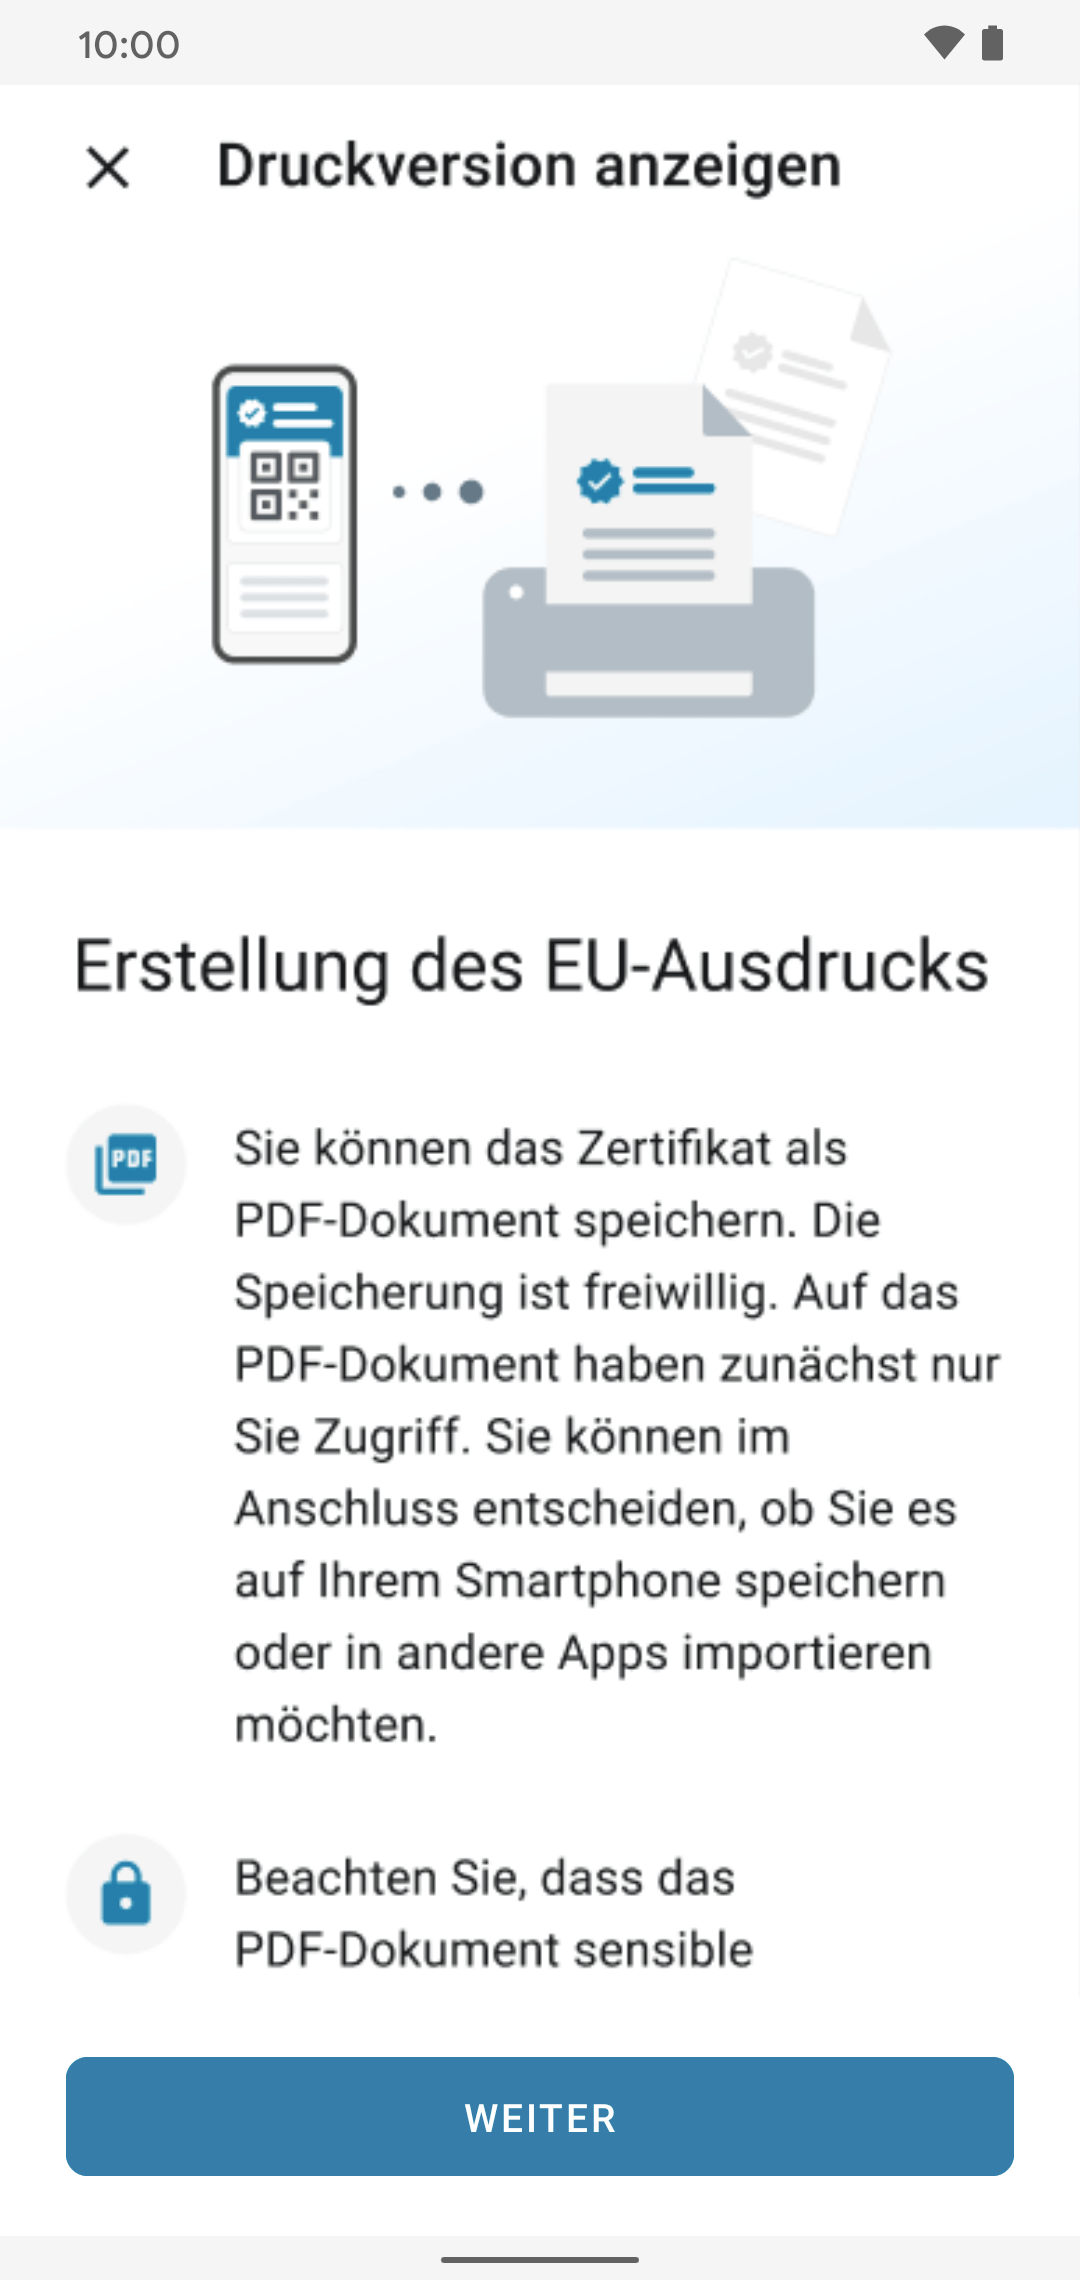 10:00
Druckversion anzeigen
Erstellung des EU-Ausdrucks
PDF
Sie können das Zertifikat als
PDF-Dokument speichern. Die
Speicherung ist freiwillig. Auf das
PDF-Dokument haben zunächst nur
Sie Zugriff. Sie können im
Anschluss entscheiden, ob Sie es
auf Ihrem Smartphone speichern
oder in andere Apps importieren
möchten.
Beachten Sie, dass das
PDF-Dokument sensible
WEITER